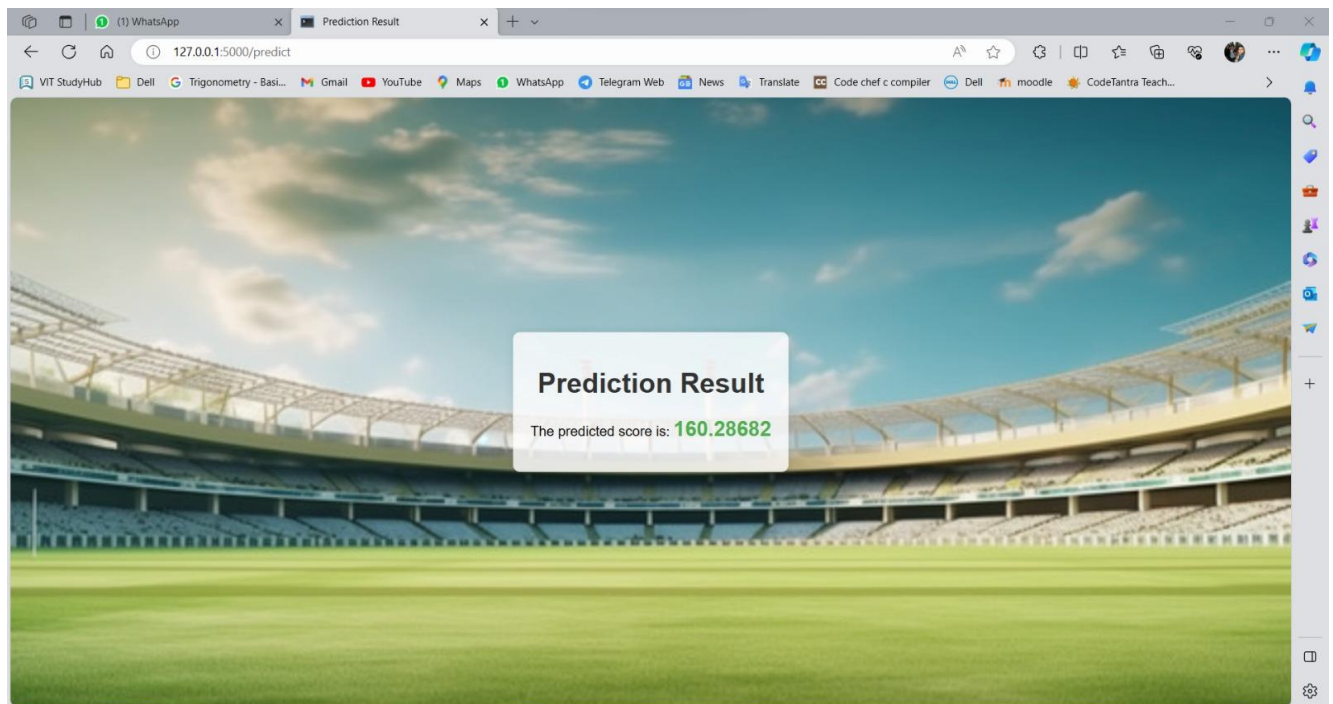 (1) WhatsApp
Prediction Result
127.0.0.1:5000/predict
VIT StudyHub Dell Trigonometry - Basi... Gmail YouTube Maps WhatsApp Telegram Web News Translate Code chef c compiler Dell moodle CodeTantra Teach...
Prediction Result
The predicted score is: 160.28682